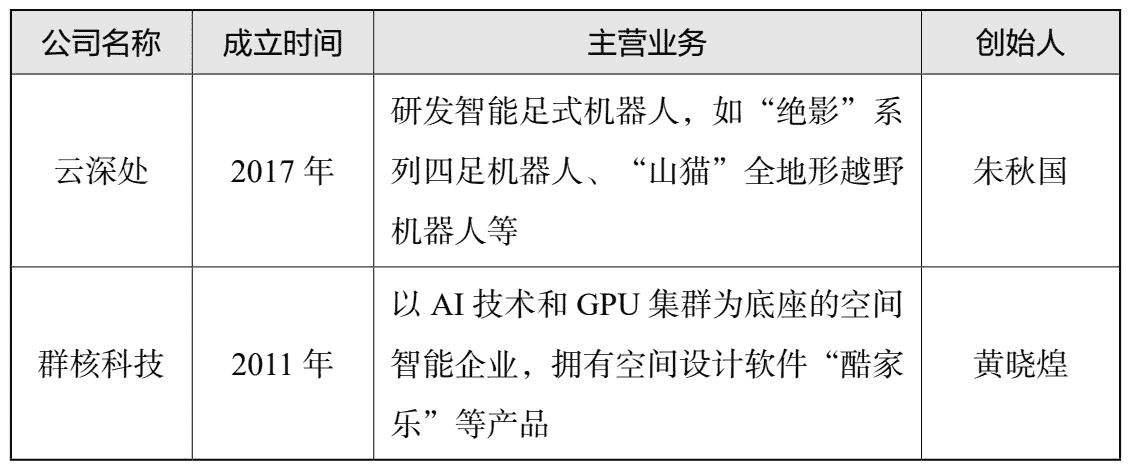 公司名称 成立时间 主营业务 创始人
研发智能足式机器人，如“绝影”系
云深处 2017 年 列四足机器人、“山猫”全地形越野 朱秋国
机器人等
以 AI 技术和 GPU 集群为底座的空间
群核科技 2011 年 智能企业，拥有空间设计软件“酷家 黄晓煌
乐”等产品